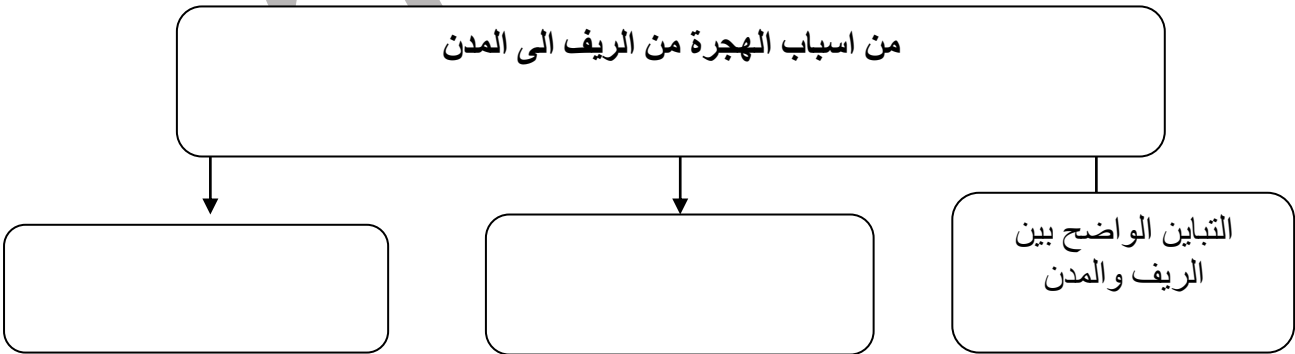 من اسباب الهجرة من الريف الى المدن
التباين الواضح بين
الريف والمدن